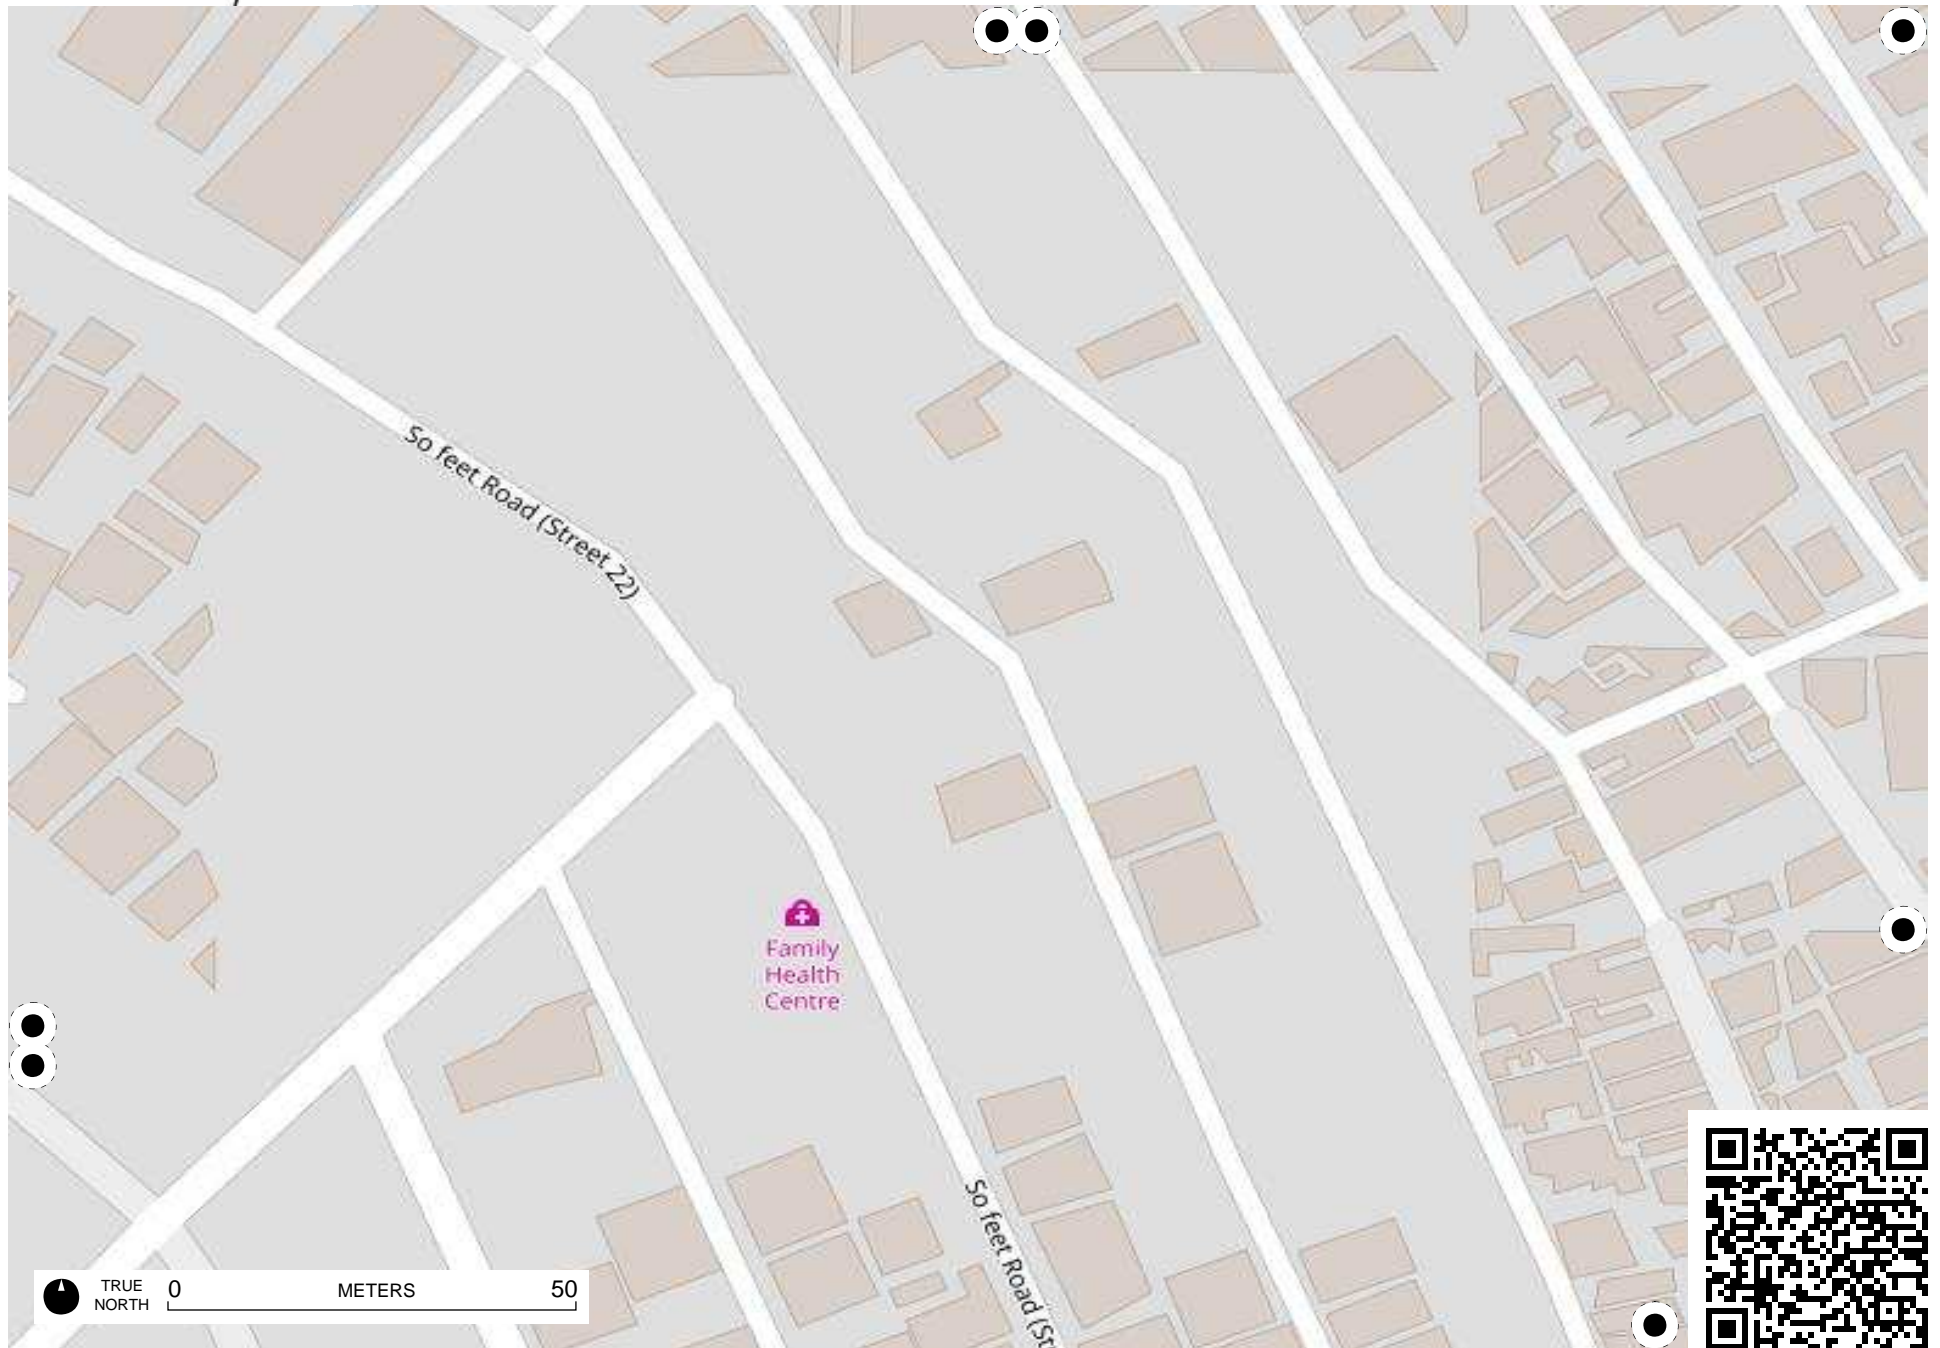 So feet Road (Street 22)
Family
Health
Centre
So feet Road (St
TRUE
NORTH
0
METERS
50